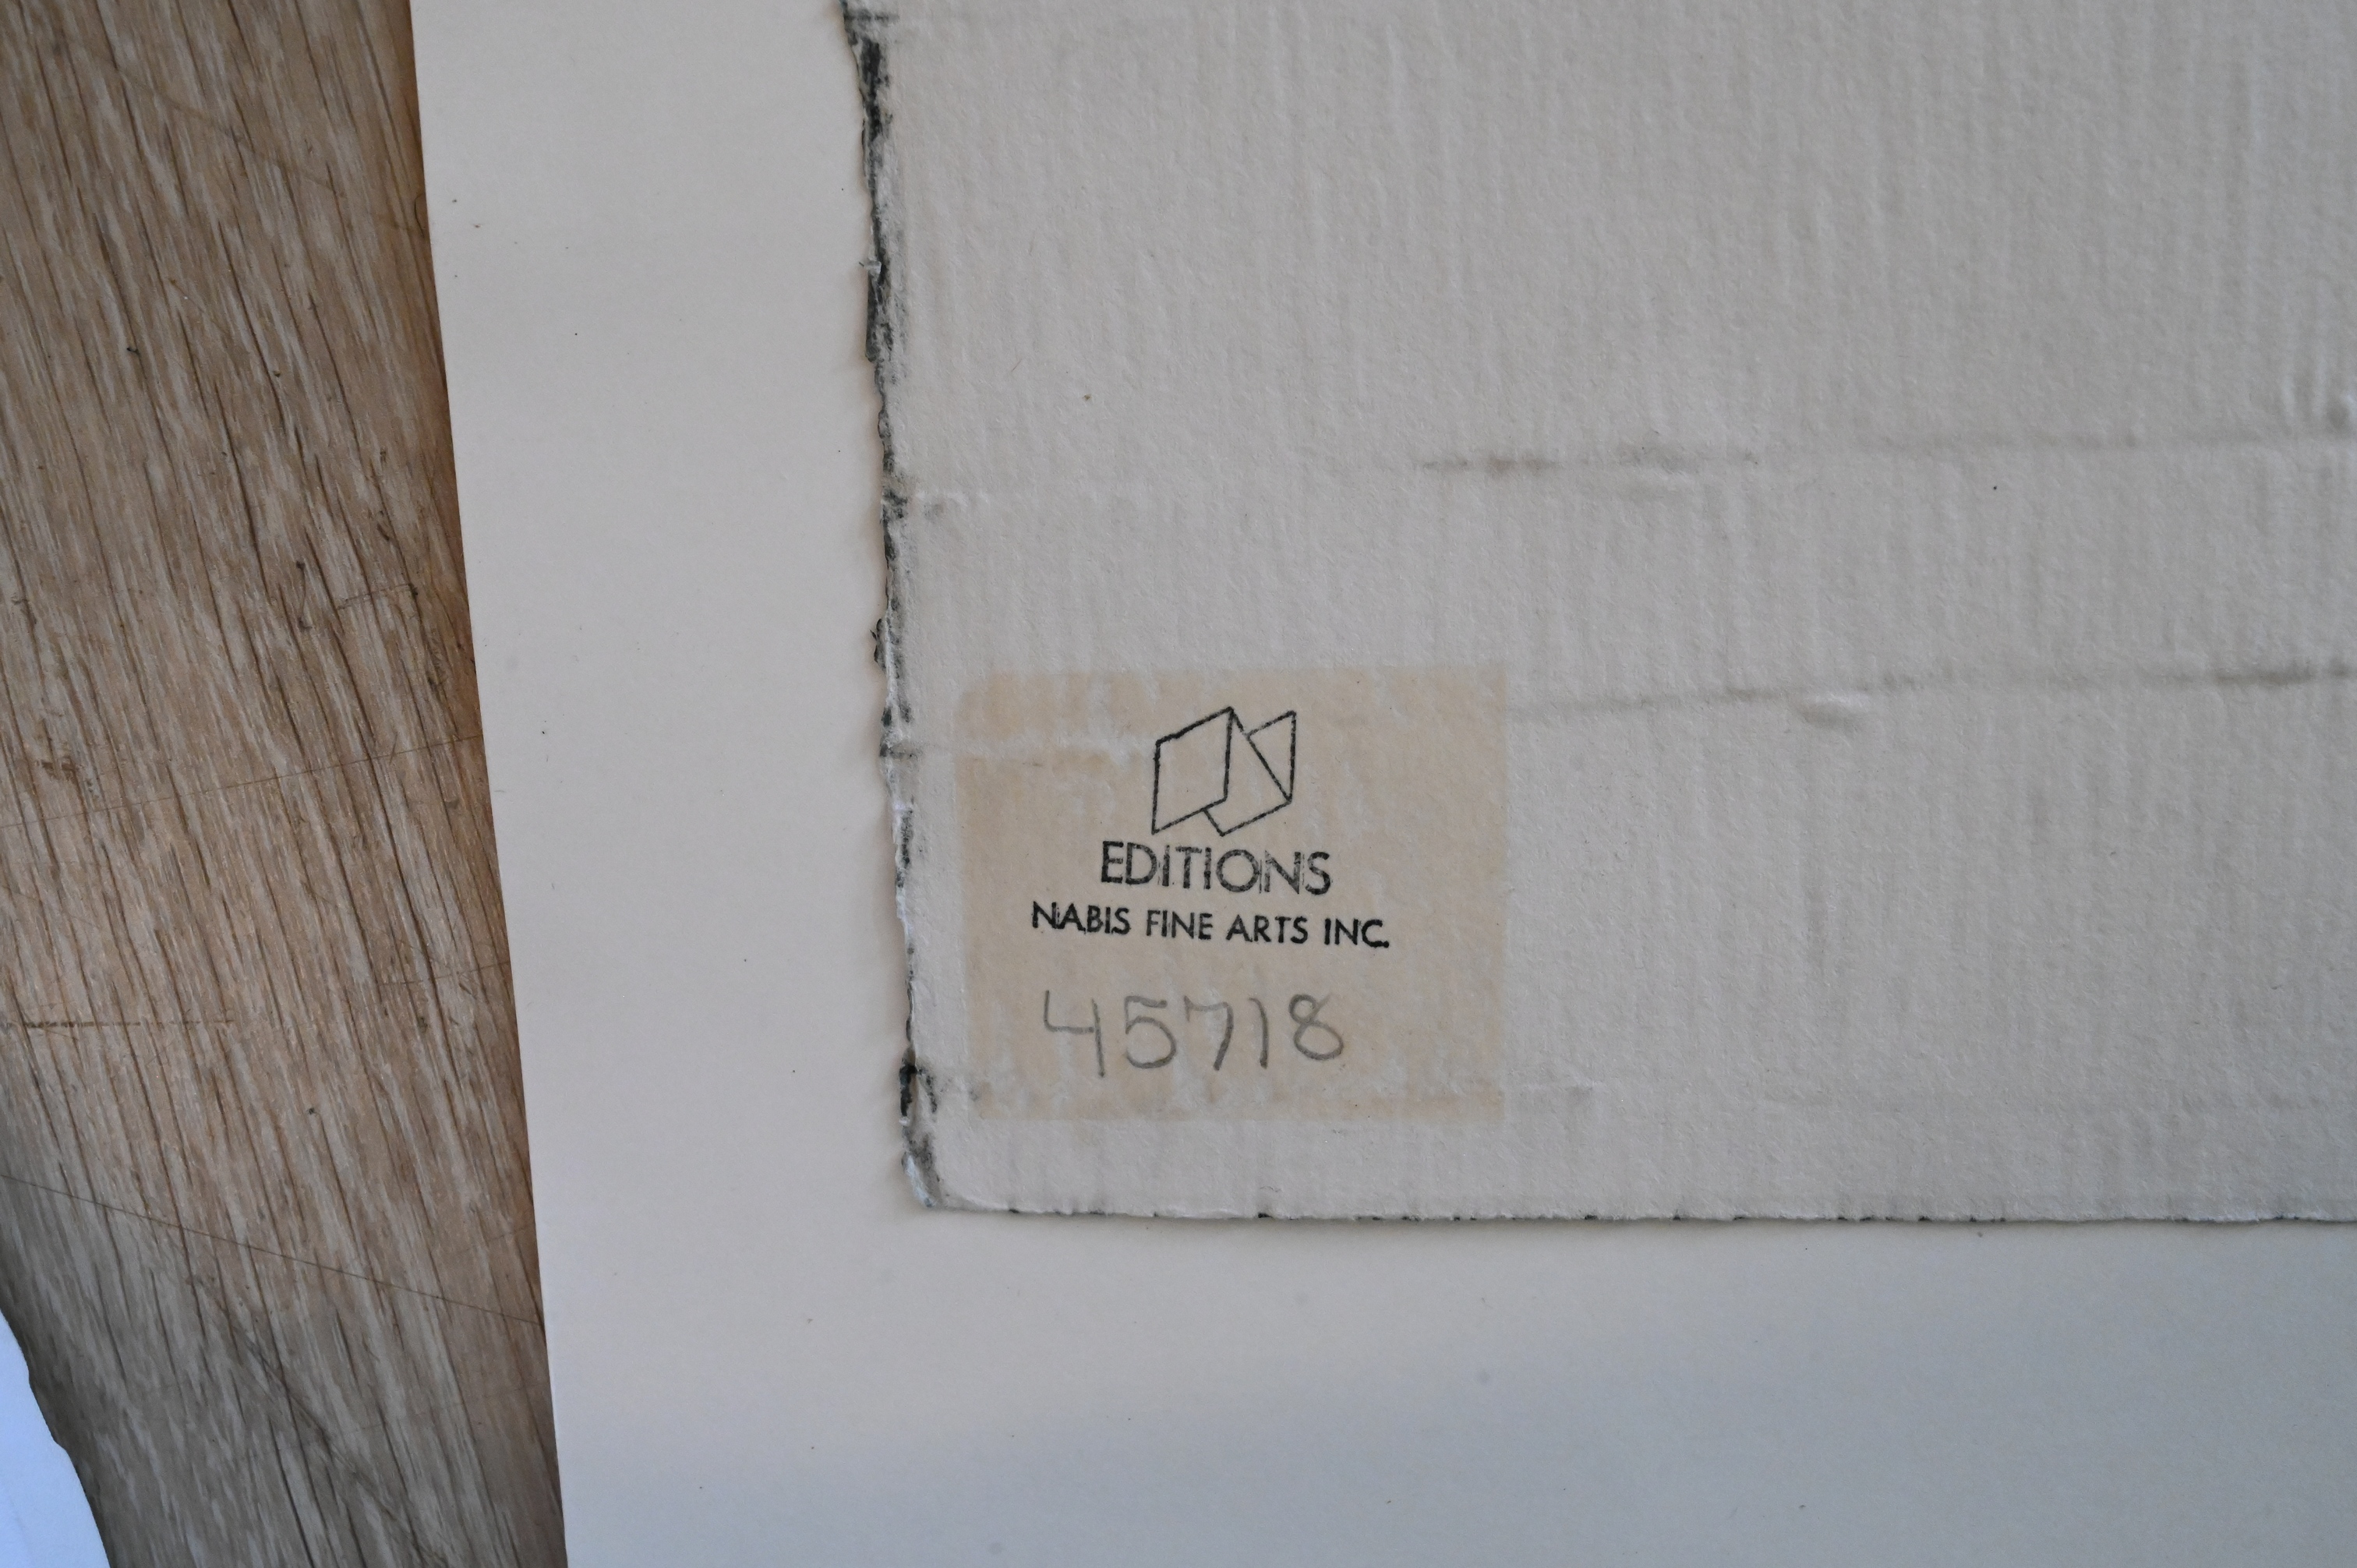 EDITIONS
NABIS FINE ARTS INC.
45718